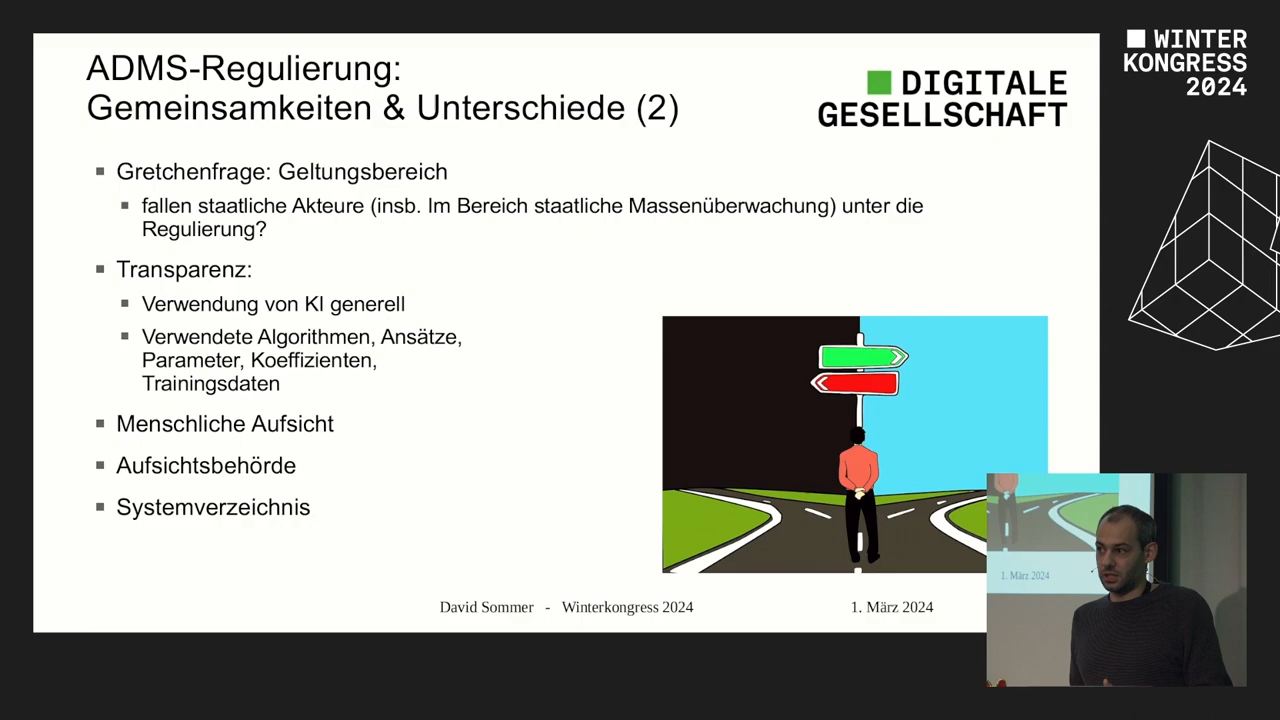 ADMS-Regulierung:
Gemeinsamkeiten & Unterschiede (2)
DIGITALE
GESELLSCHAFT
WINTER
KONGRESS
2024
Gretchenfrage: Geltungsbereich
fallen staatliche Akteure (insb. Im Bereich staatliche Massenüberwachung) unter die
Regulierung?
Transparenz:
Verwendung von KI generell
Verwendete Algorithmen, Ansätze,
Parameter, Koeffizienten,
Trainingsdaten
Menschliche Aufsicht
Aufsichtsbehörde
Systemverzeichnis
David Sommer - Winterkongress 2024
1. März 2024
1. März 2024